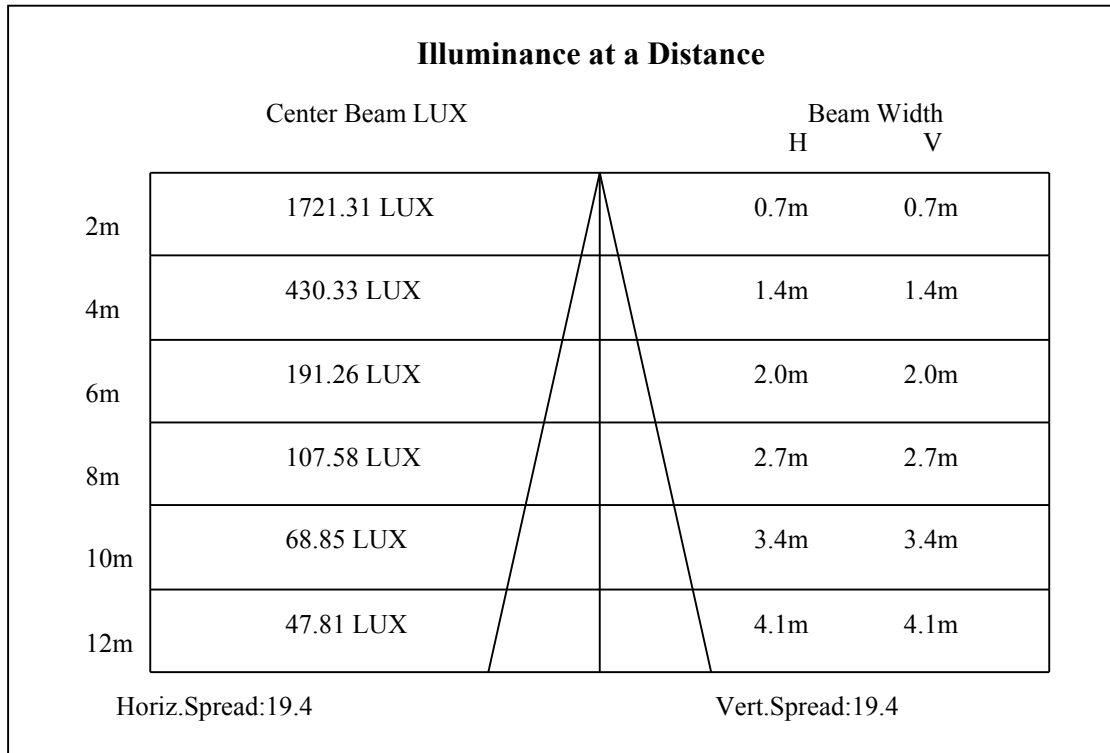 Illuminance at a Distance
Center Beam LUX Beam Width
H V
2m 1721.31 LUX 0.7m 0.7m
4m 430.33 LUX 1.4m 1.4m
6m 191.26 LUX 2.0m 2.0m
8m 107.58 LUX 2.7m 2.7m
10m 68.85 LUX 3.4m 3.4m
12m 47.81 LUX 4.1m 4.1m
Horiz.Spread:19.4 Vert.Spread:19.4